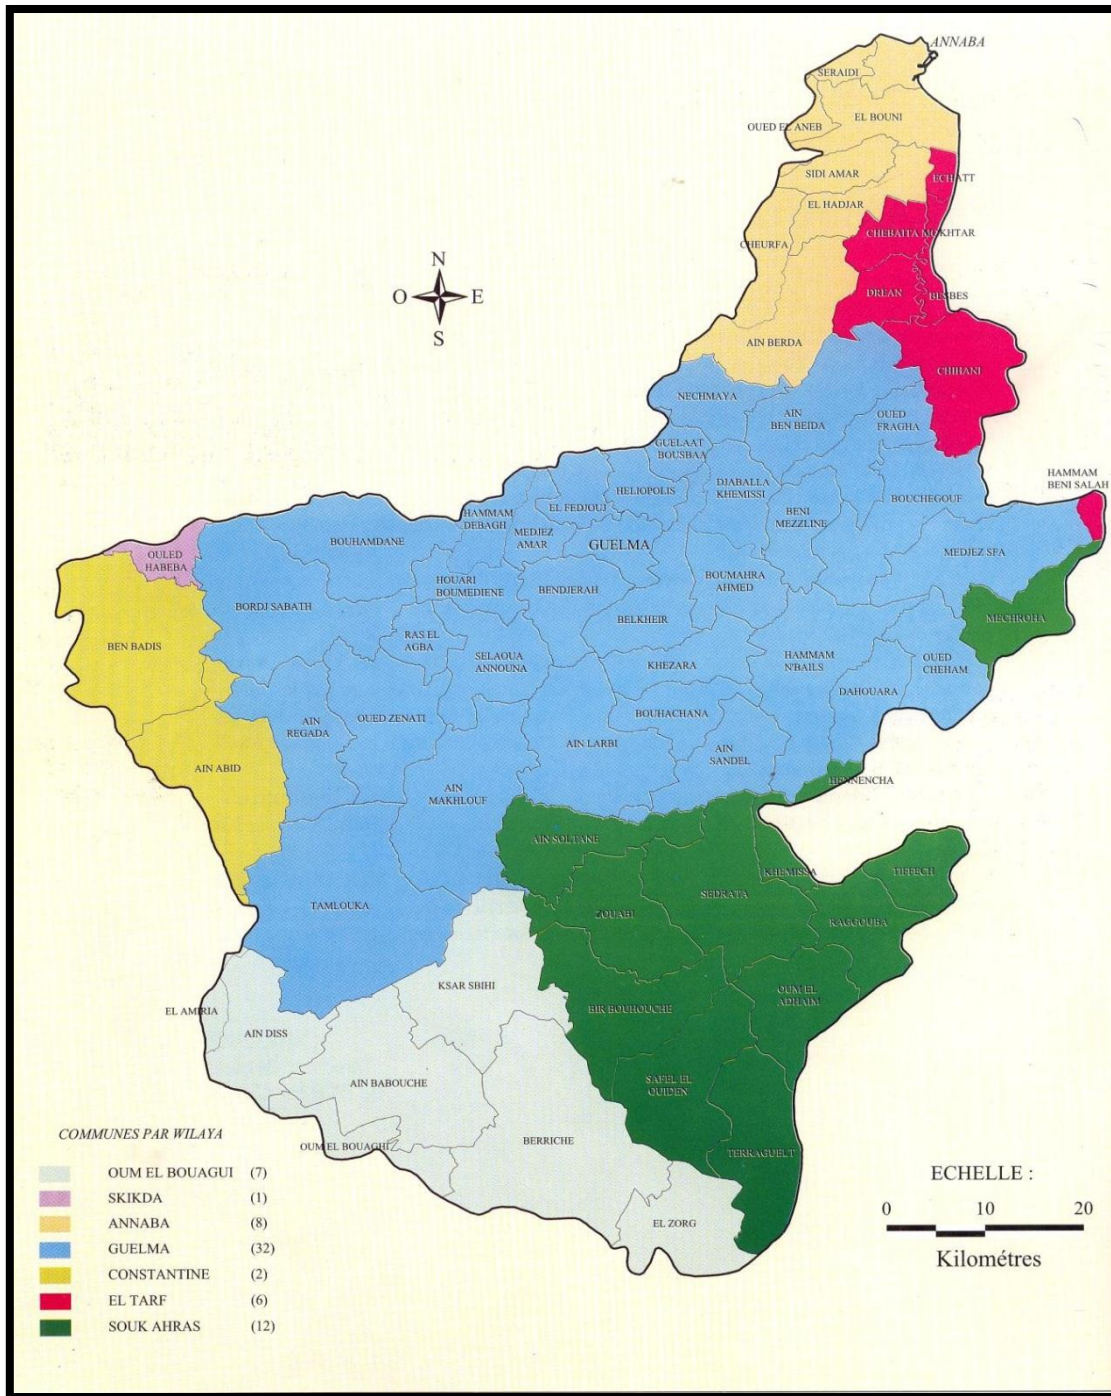 ANNABA
SERAIDI
EL BOUNI
OUED EL ANEB
SIDI AMAR
ECHATT
EL HADJAR
CHEBAITA MOKHTAR
CHEURFA
DREAN
BESBES
AIN BERDA
CHIHANI
N
O
E
S
NECHMAYA
AIN
BEN BEIDA
OUED
FRAGHA
GUELAAT
BOUSBAA
HAMMAM
BENI SALAH
HELIOPOLIS
DJABALLA
KHEMISSI
BOUCHEGOUF
EL FEDJOUJ
HAMMAM
DEBAGH
BENI
MEZZLINE
MEDJEZ
AMAR
GUELMA
BOUHAMDANE
MEDJEZ SFA
OULED
HABEBA
HOUARI
BOUMEDIENE
BENDJERAH
BOUMAHRA
AHMED
BORDJ SABATH
BELKHEIR
MECHROHA
RAS EL
AGBA
BEN BADIS
SELAOUA
ANNOUNA
KHEZARA
HAMMAM
N'BAILS
OUED
CHEHAM
DAHOUARA
BOUHACHANA
AIN
REGADA
OUED ZENATI
AIN LARBI
AIN
SANDEL
AIN ABID
HENNENCHA
AIN
MAKHLOUF
AIN SOLTANE
KHEMISSA
TIFFECH
SEDRATA
TAMLOUKA
ZOUABI
RAGGOUBA
KSAR SBIHI
OUM EL
ADHAIM
BIR BOUHOUCHE
EL AMIRIA
AIN DISS
AIN BABOUCHE
SAFEL EL
OUIDEN
OUM EL BOUAGHI
BERRICHE
TERRAGUELT
EL ZORG
COMMUNES PAR WILAYA
OUM EL BOUAGUI (7)
SKIKDA (1)
ANNABA (8)
GUELMA (32)
CONSTANTINE (2)
EL TARF (6)
SOUK AHRAS (12)
ECHELLE :
0 10 20
Kilométres